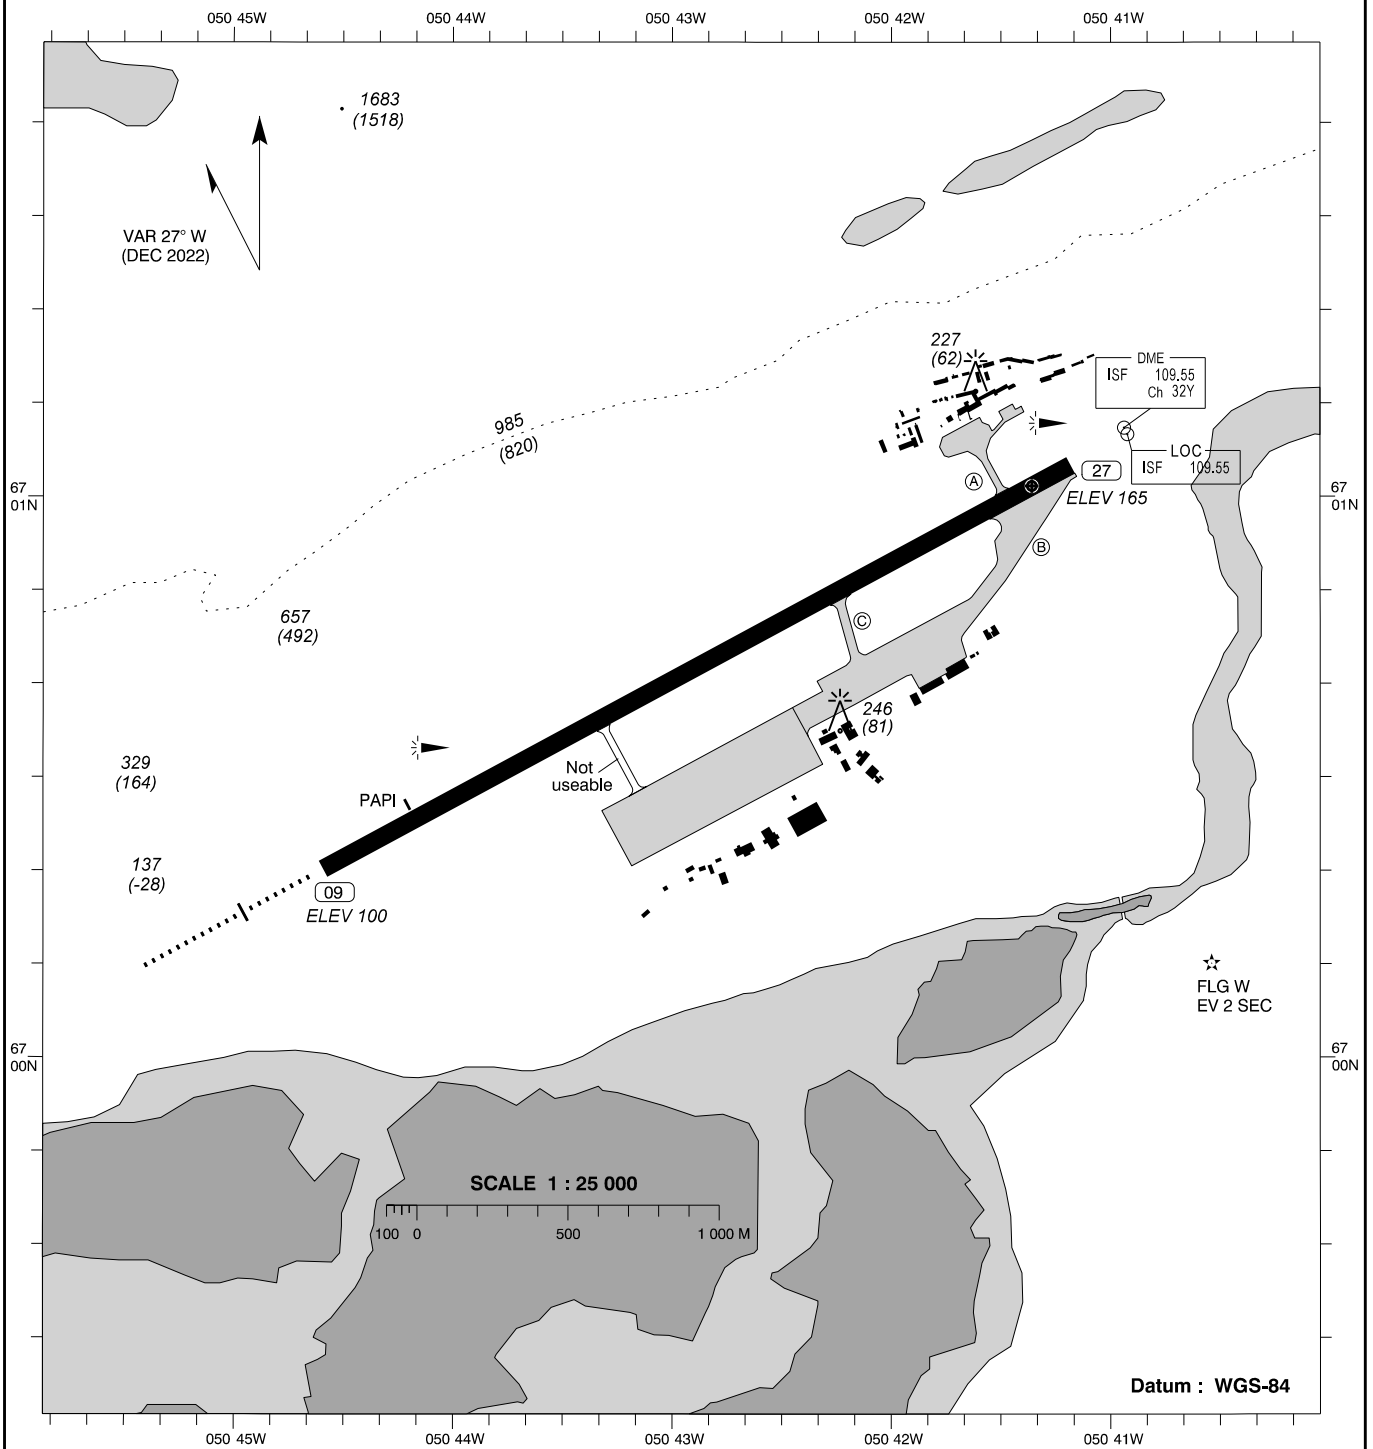 050 45W 050 44W 050 43W 050 42W 050 41W
1683
(1518)
VAR 27° W
(DEC 2022)
227
(62)
DME
ISF 109.55
Ch 32Y
LOC
ISF 109.55
985
(820)
A
27
ELEV 165
67
01N
67
01N
B
657
(492)
C
246
(81)
329
(164)
Not
useable
PAPI
137
(-28)
09
ELEV 100
FLG W
EV 2 SEC
67
00N
67
00N
SCALE 1 : 25 000
100 0 500 1 000 M
Datum : WGS-84
050 45W 050 44W 050 43W 050 42W 050 41W